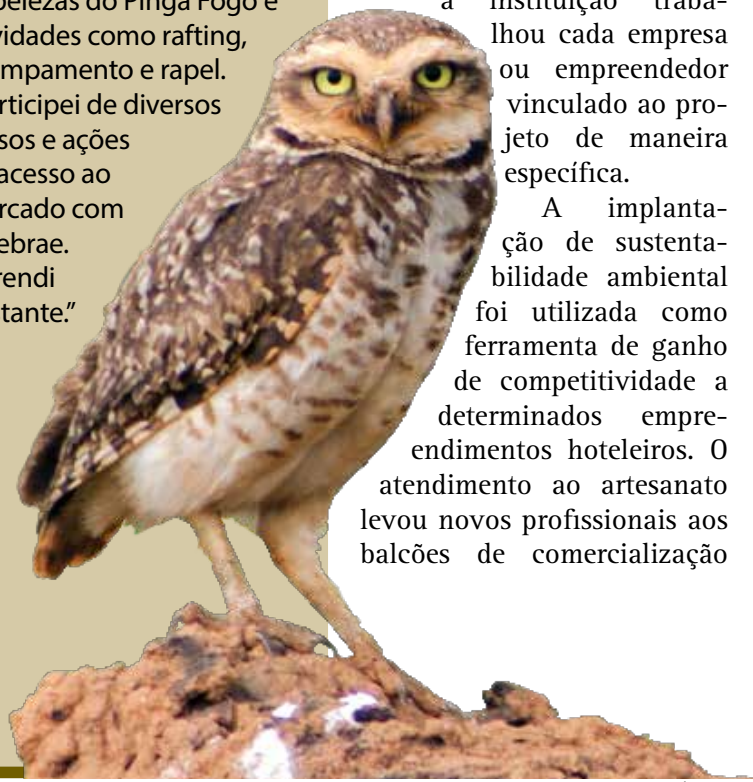 belezas do Pinga Fogo e
vidades como rafting,
mpamento e rapel.
rticipei de diversos
sos e ações
acesso ao
rcado com
ebrae.
rendi
tante.”
a instituição traba-
lhou cada empresa
ou empreendedor
vinculado ao pro-
jeto de maneira
específica.
A implanta-
ção de sustenta-
bilidade ambiental
foi utilizada como
ferramenta de ganho
de competitividade a
determinados empre-
endimentos hoteleiros. O
atendimento ao artesanato
levou novos profissionais aos
balcões de comercialização